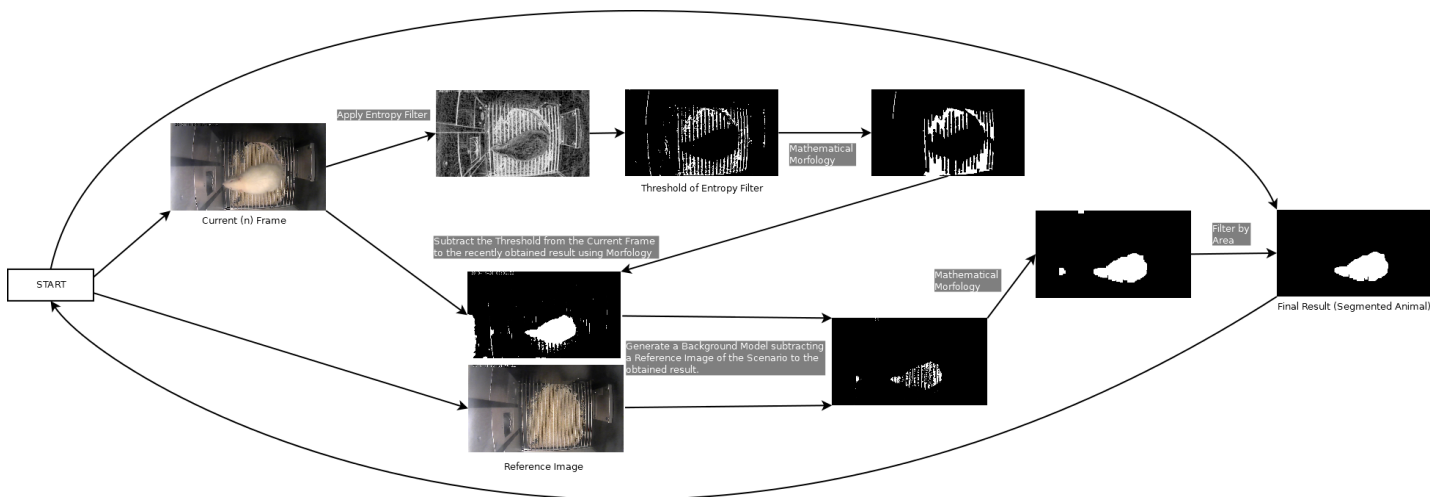 Apply Entropy Filter
Mathematical
Morfology
Threshold of Entropy Filter
Current (n) Frame
Subtract the Threshold from the Current Frame
to the recently obtained result using Morfology
Filter by
Area
START
Mathematical
Morfology
Final Result (Segmented Animal)
Generate a Background Model subtracting
a Reference Image of the Scenario to the
obtained result.
Reference Image